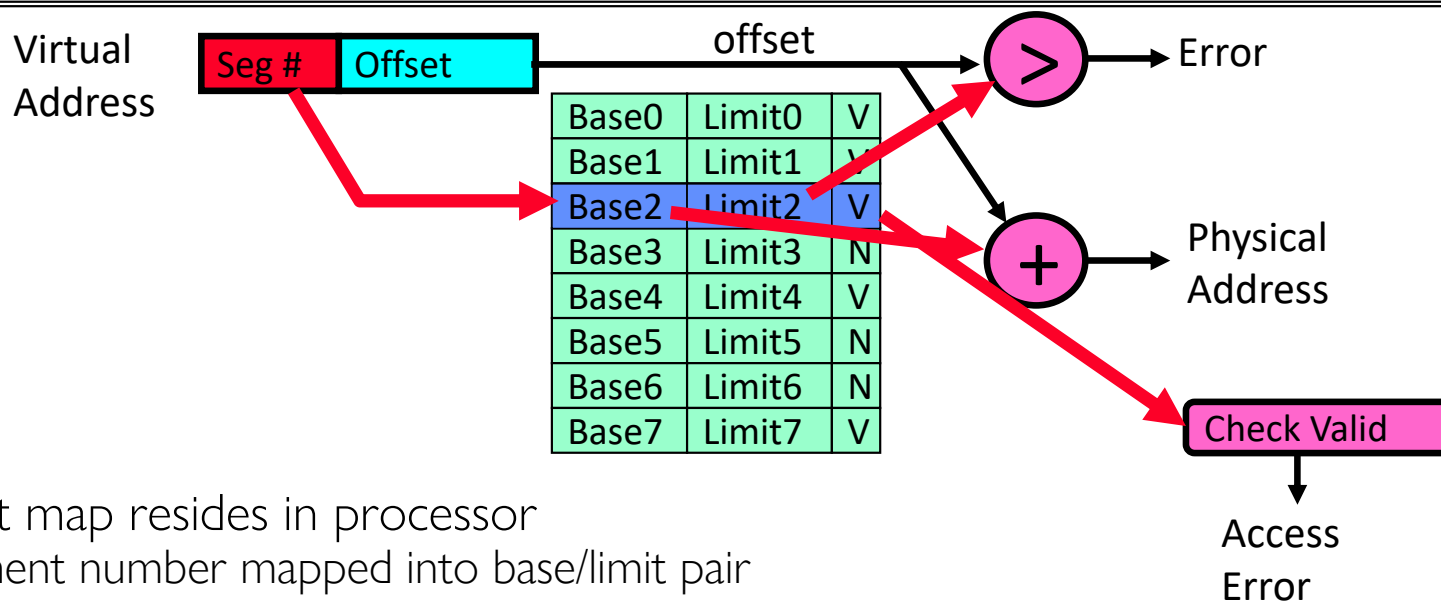 Virtual
Address
Seg # Offset
offset
>
Error
Base0 Limit0 V
Base1 Limit1 V
Base2 Limit2 V
Base3 Limit3 N
Base4 Limit4 V
Base5 Limit5 N
Base6 Limit6 N
Base7 Limit7 V
+
Physical
Address
Check Valid
Access
Error
t map resides in processor
ment number mapped into base/limit pair